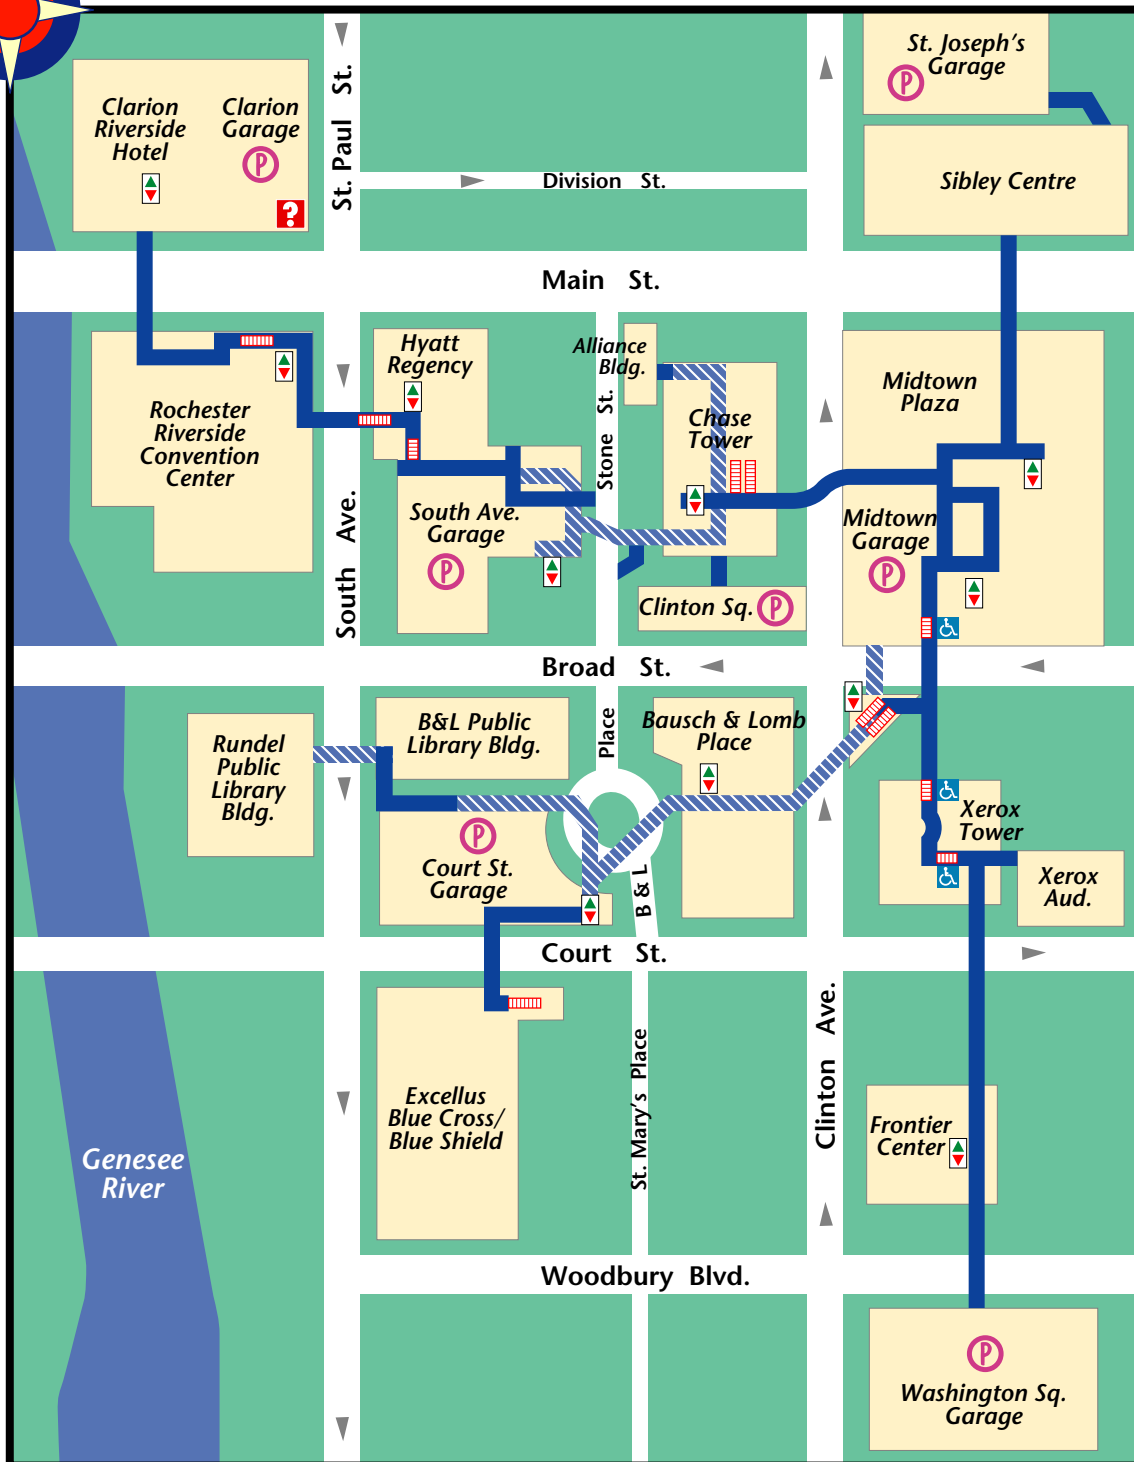 St. Joseph's
Garage
Clarion
Riverside
Hotel
Clarion
Garage
P
P
?
St. Paul St.
Division St.
Sibley Centre
Main St.
Hyatt
Regency
Alliance
Bldg.
Midtown
Plaza
Rochester
Riverside
Convention
Center
Chase
Tower
Stone St.
South Ave.
Garage
P
Midtown
Garage
P
South Ave.
Clinton Sq.
P
Broad St.
B&L Public
Library Bldg.
Place
Bausch & Lomb
Place
Rundel
Public
Library
Bldg.
Xerox
Tower
P
Court St.
Garage
B & L
Xerox
Aud.
Court St.
Clinton Ave.
St. Mary's Place
Excellus
Blue Cross/
Blue Shield
Frontier
Center
Genesee
River
Woodbury Blvd.
P
Washington Sq.
Garage